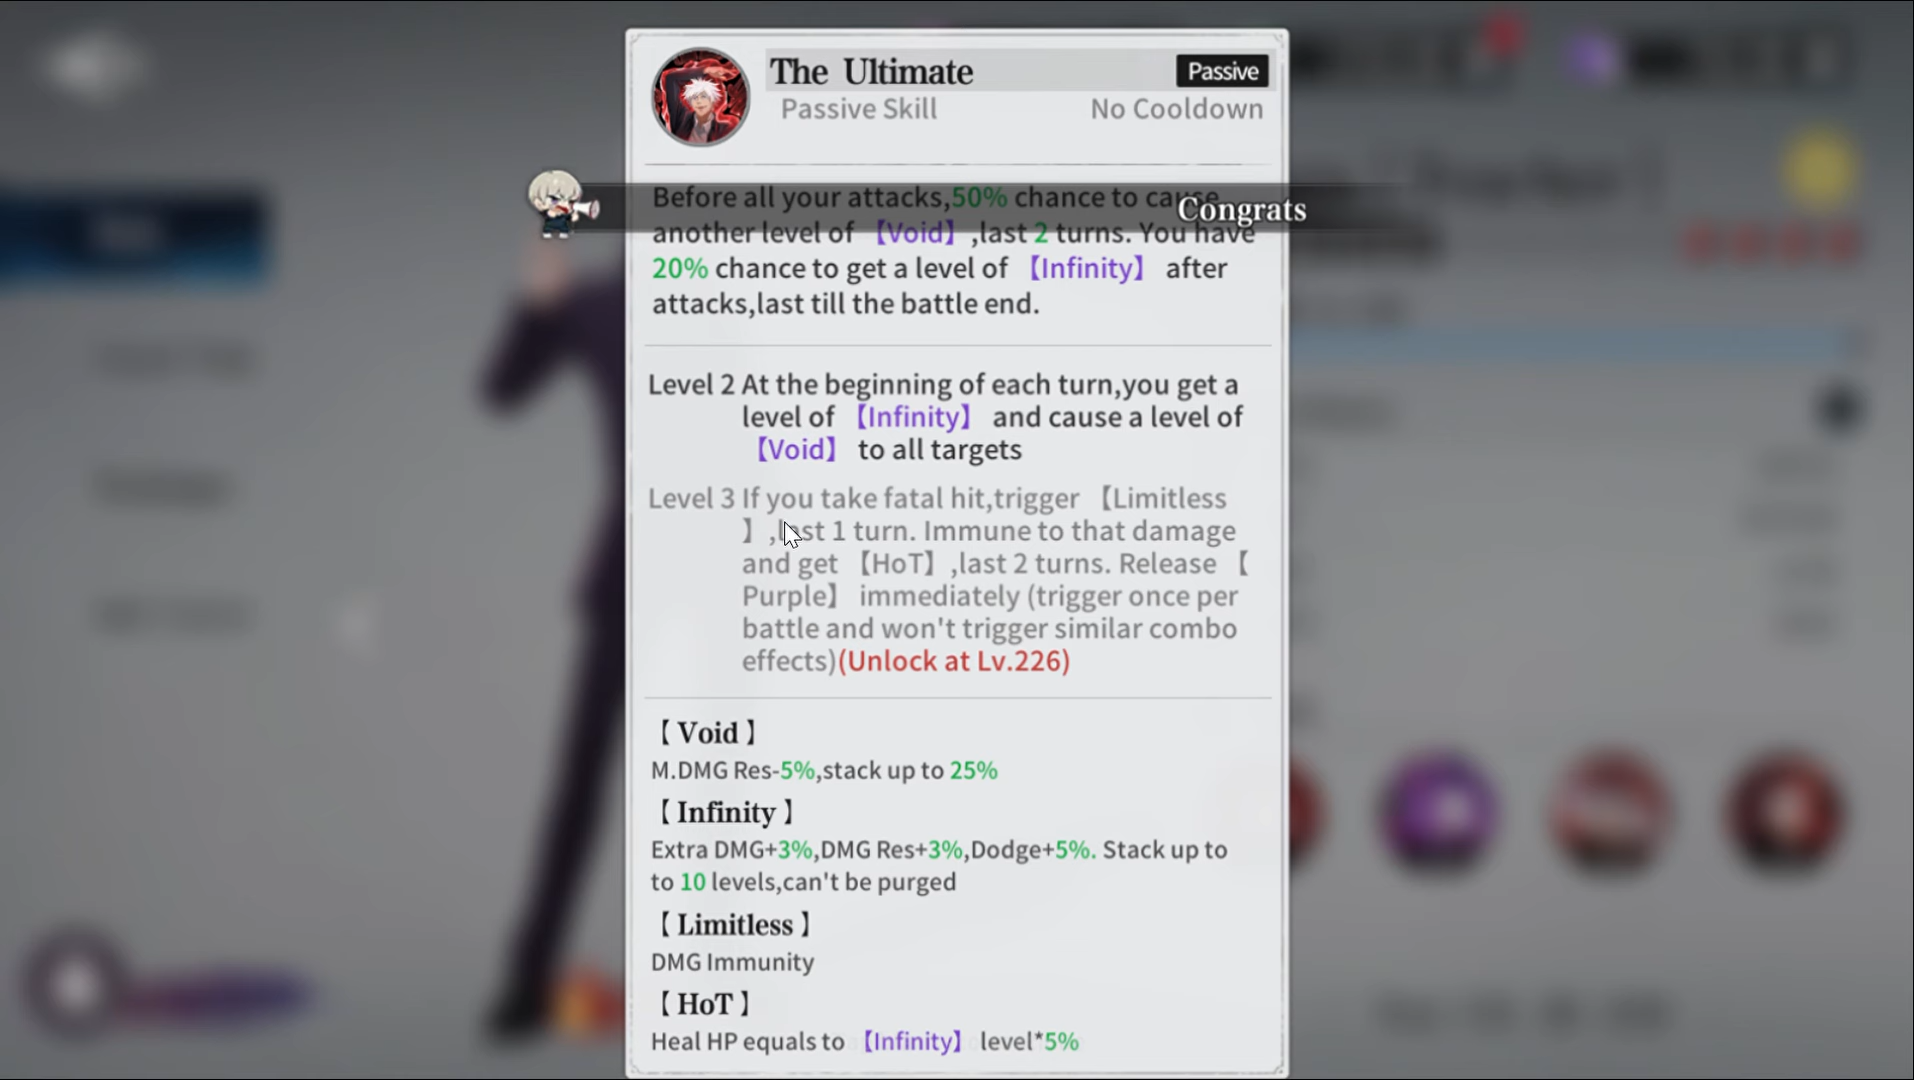 The Ultimate
Passive
Passive Skill
No Cooldown
Before all your attacks,50% chance to cause
Congrats
another level of 【Void】 ,last 2 turns. You have
20% chance to get a level of 【Infinity】 after
attacks,last till the battle end.
Level 2 At the beginning of each turn,you get a
level of 【Infinity】 and cause a level of
【Void】 to all targets
Level 3 If you take fatal hit,trigger 【Limitless
】 ,last 1 turn. Immune to that damage
and get 【HoT】 ,last 2 turns. Release 【
Purple】 immediately (trigger once per
battle and won't trigger similar combo
effects)(Unlock at Lv.226)
【 Void 】
M.DMG Res-5%,stack up to 25%
【 Infinity 】
Extra DMG+3%,DMG Res+3%,Dodge+5%. Stack up to
to 10 levels,can't be purged
【 Limitless 】
DMG Immunity
【 HoT 】
Heal HP equals to 【Infinity】 level*5%